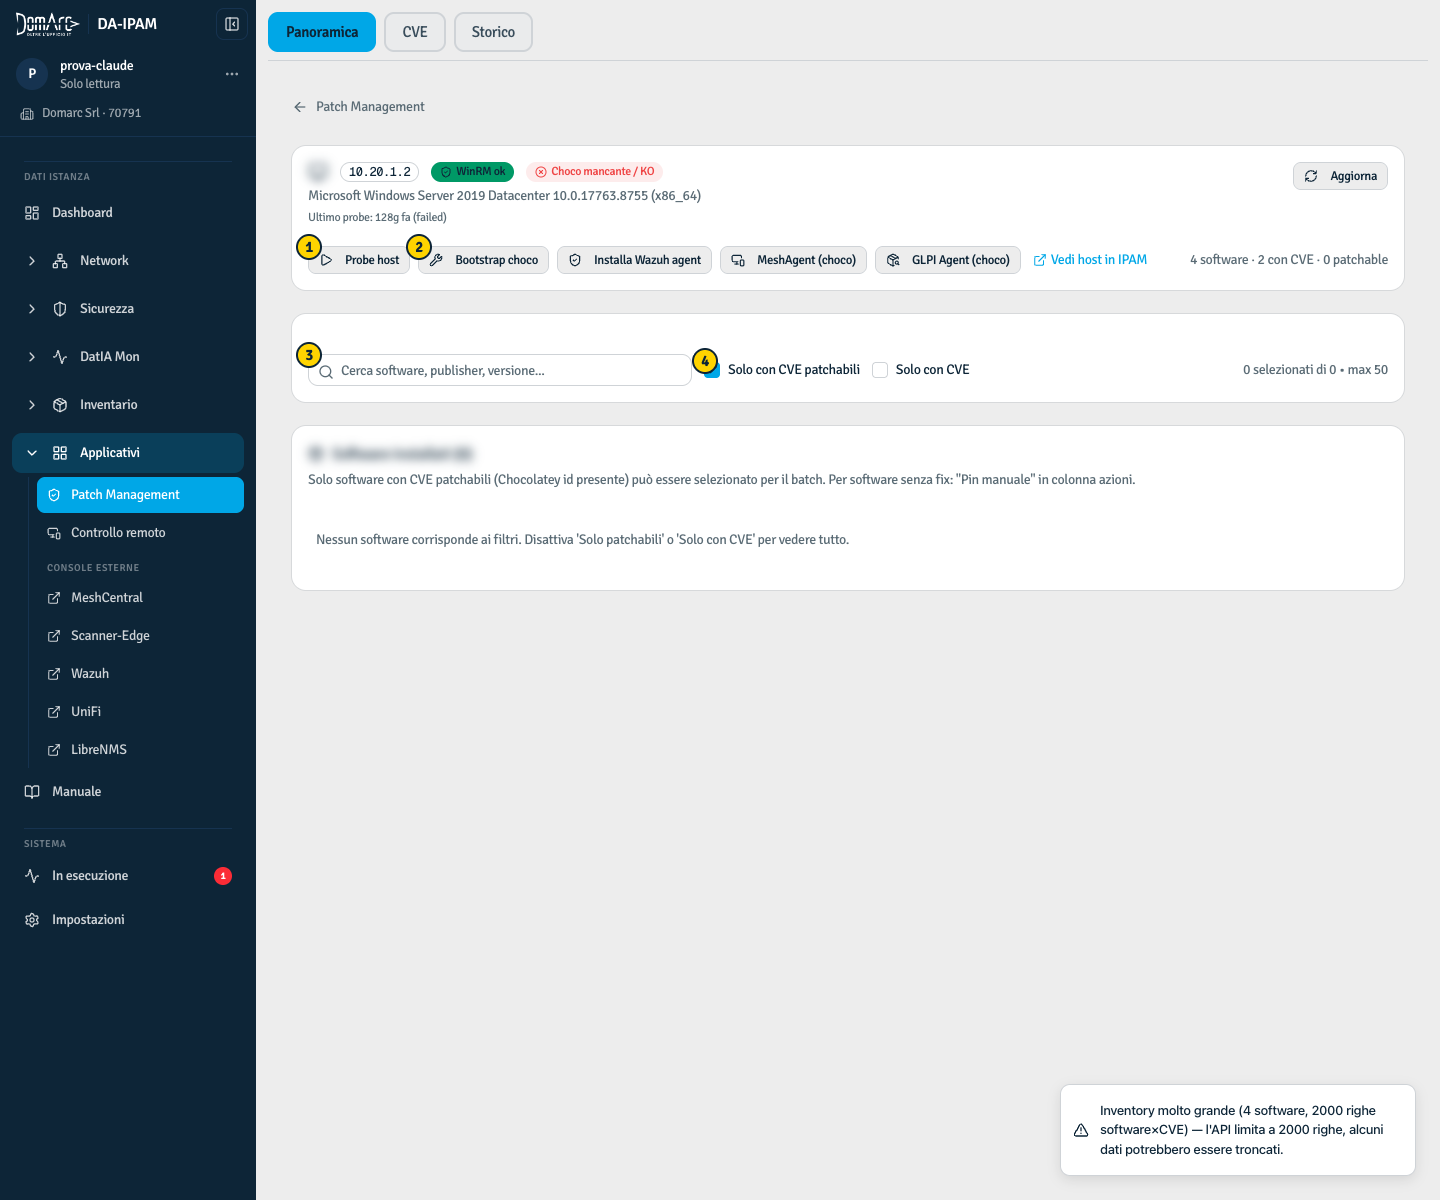 DomArc
OLTRE L'UFFICIO IT
DA-IPAM
P
prova-claude
Solo lettura
Domarc Srl · 70791
DATI ISTANZA
Dashboard
Network
Sicurezza
DatIA Mon
Inventario
Applicativi
Patch Management
Controllo remoto
CONSOLE ESTERNE
MeshCentral
Scanner-Edge
Wazuh
UniFi
LibreNMS
Manuale
SISTEMA
In esecuzione 1
Impostazioni
Panoramica CVE Storico
Patch Management
10.20.1.2 WinRM ok Choco mancante / KO Aggiorna
Microsoft Windows Server 2019 Datacenter 10.0.17763.8755 (x86_64)
Ultimo probe: 128g fa (failed)
1 Probe host 2 Bootstrap choco Installa Wazuh agent MeshAgent (choco) GLPI Agent (choco) Vedi host in IPAM 4 software · 2 con CVE · 0 patchable
3 Cerca software, publisher, versione... 4 Solo con CVE patchabili Solo con CVE 0 selezionati di 0 • max 50
Solo software con CVE patchabili (Chocolatey id presente) può essere selezionato per il batch. Per software senza fix: "Pin manuale" in colonna azioni.
Nessun software corrisponde ai filtri. Disattiva 'Solo patchabili' o 'Solo con CVE' per vedere tutto.
Inventory molto grande (4 software, 2000 righe
software×CVE) — l'API limita a 2000 righe, alcuni
dati potrebbero essere troncati.